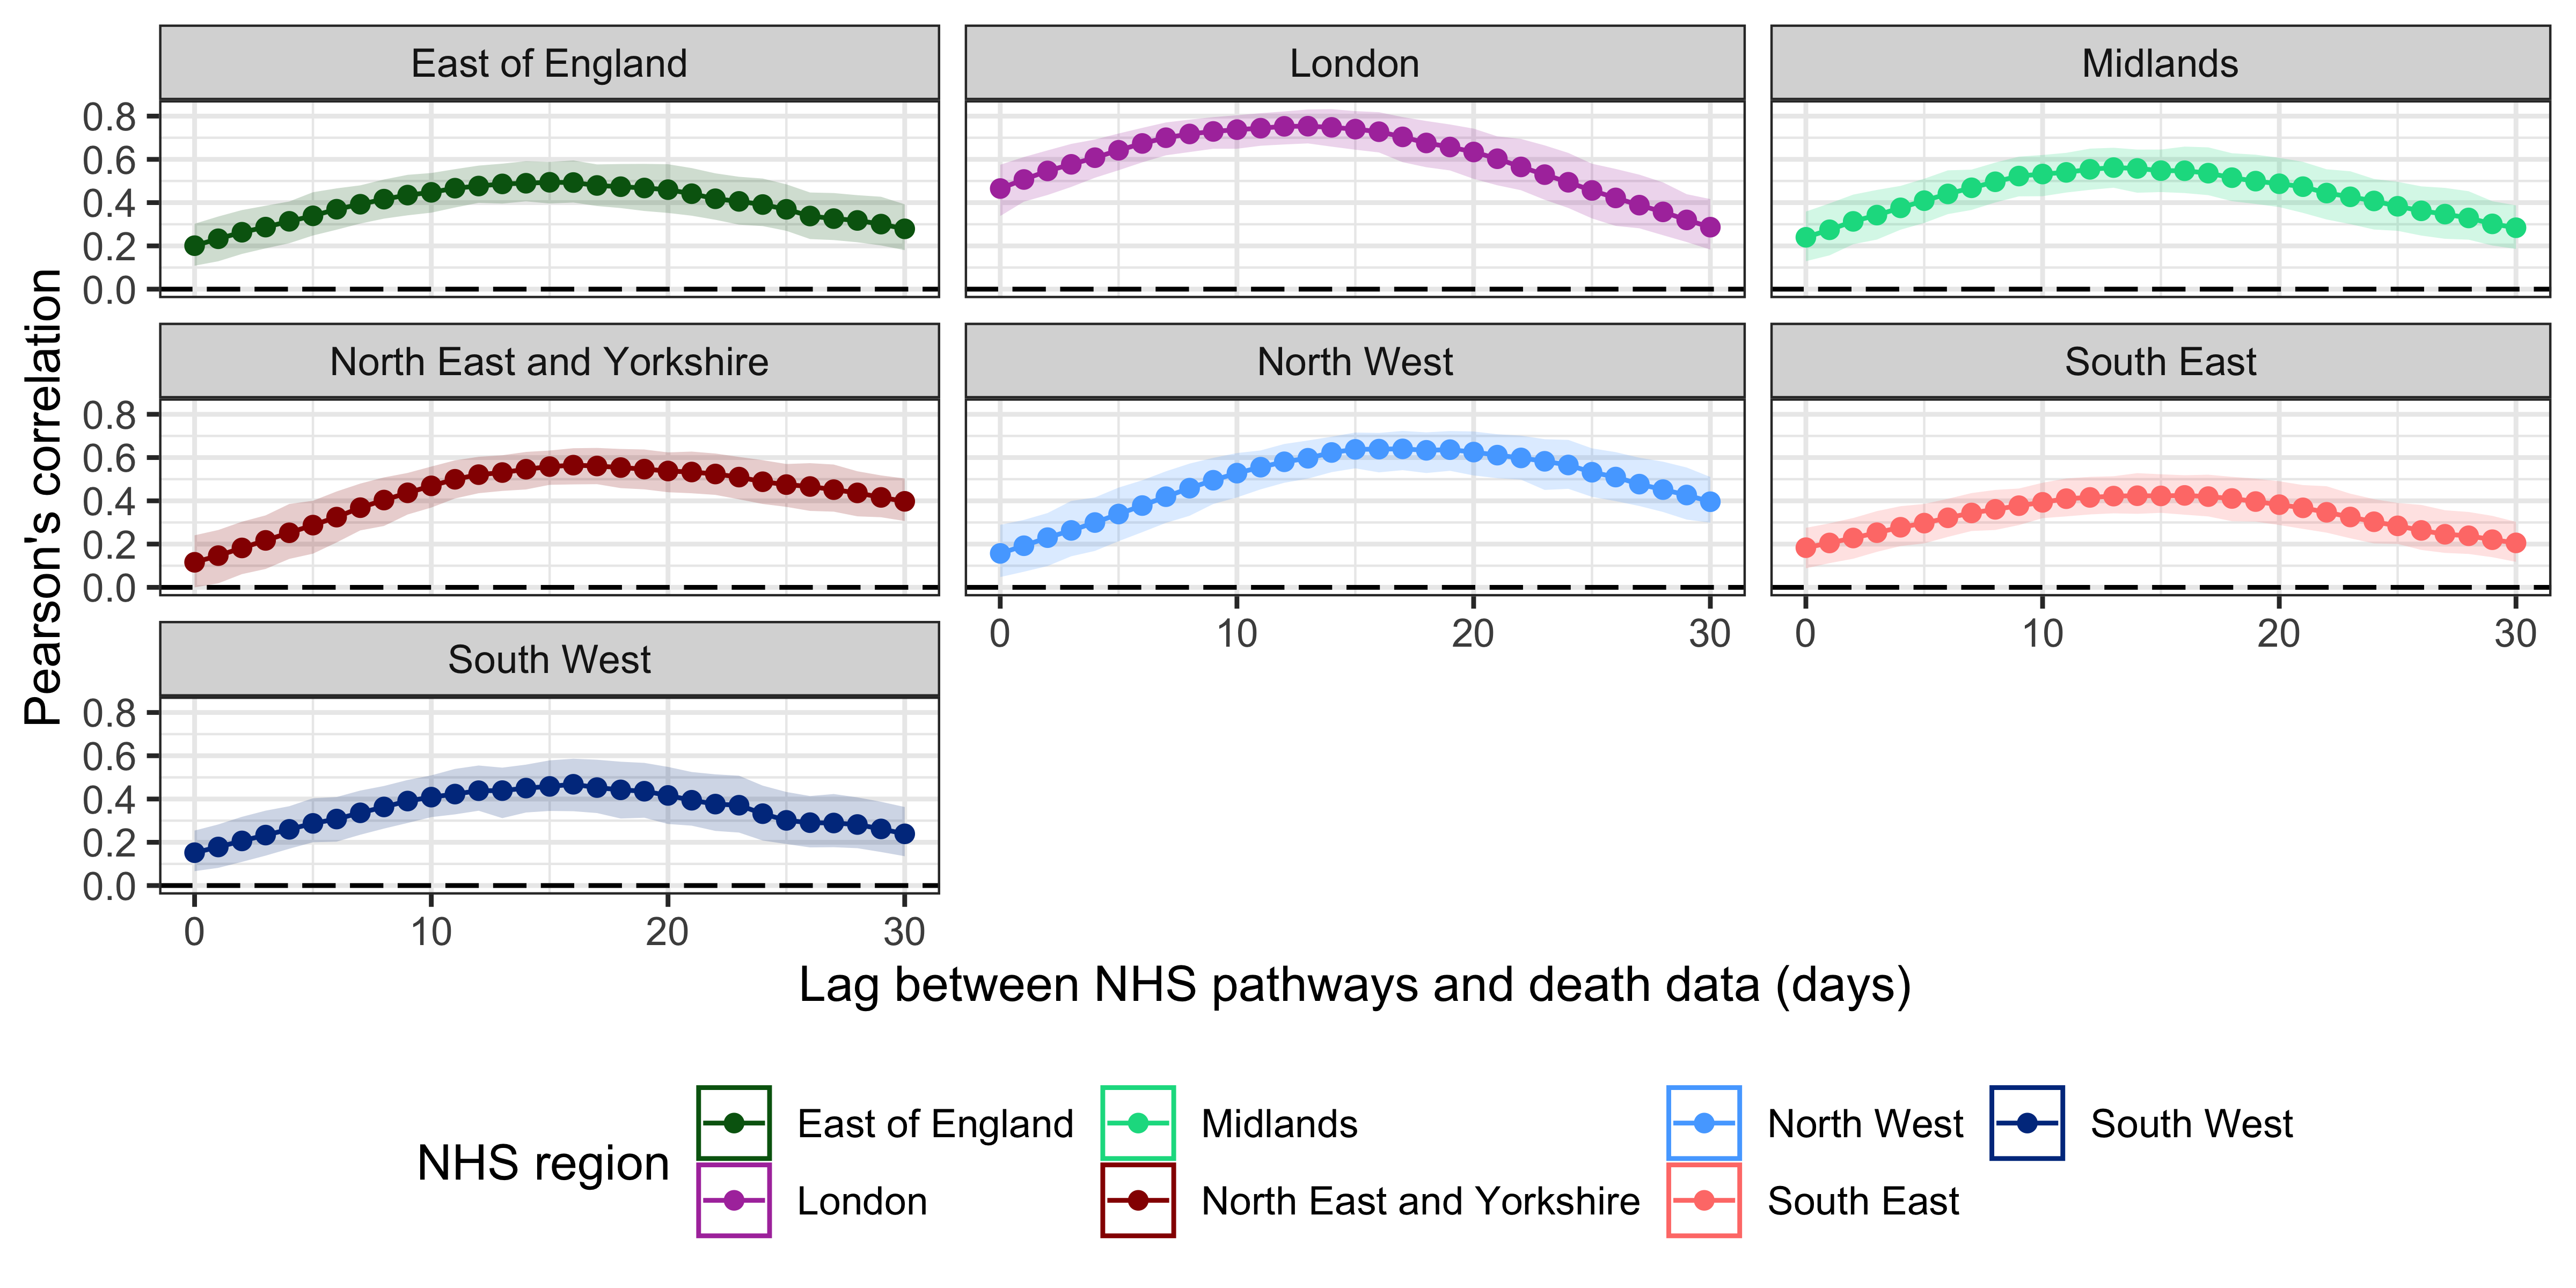 East of England
London
Midlands
0.8
0.6
0.4
0.2
0.0
North East and Yorkshire
North West
South East
0.8
0.6
0.4
0.2
0.0
0 10 20 30
0 10 20 30
South West
0.8
0.6
0.4
0.2
0.0
0 10 20 30
Pearson's correlation
Lag between NHS pathways and death data (days)
NHS region
East of England
London
Midlands
North East and Yorkshire
North West
South East
South West